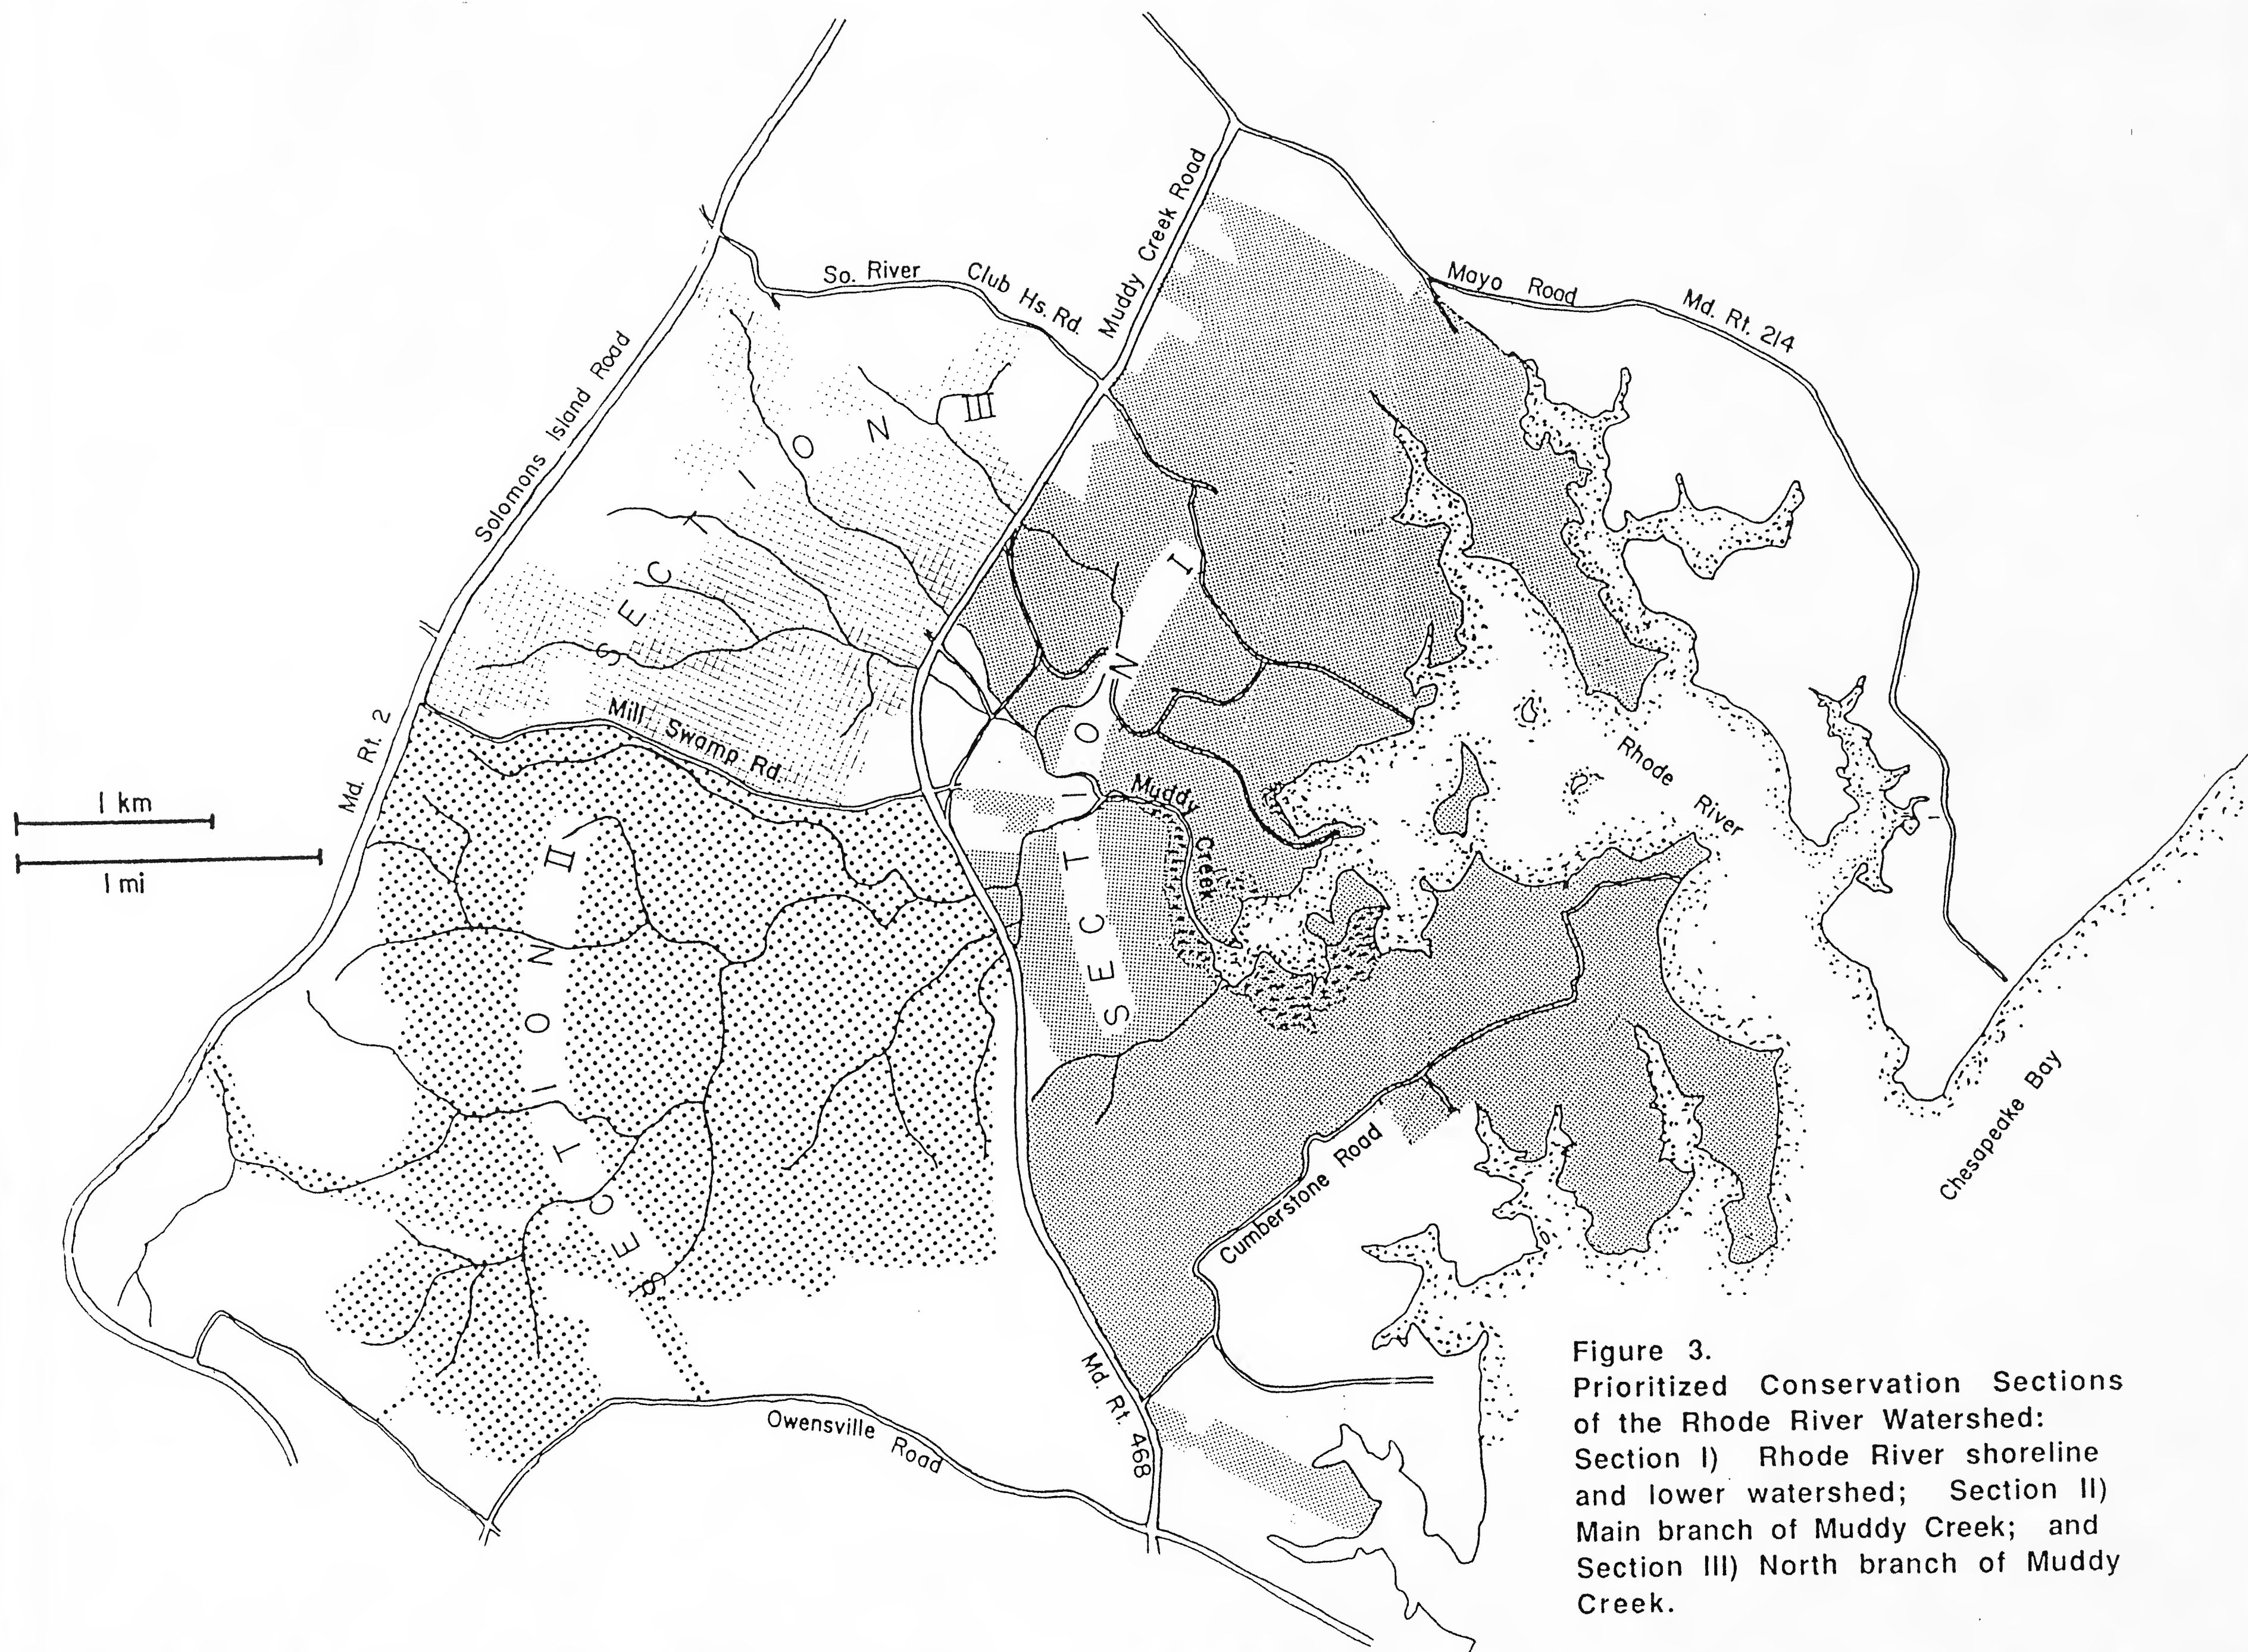 Muddy Creek Road
So. River Club Hs. Rd.
Mayo Road
Md. Rt. 214
Solomons Island Road
SECTION III
SECTION I
Mill Swamp Rd.
Md. Rt. 2
Rhode River
Muddy Creek
1 km
1 mi
SECTION II
Chesapeake Bay
Cumberstone Road
Md. Rt. 468
Owensville Road
Figure 3.
Prioritized Conservation Sections
of the Rhode River Watershed:
Section I) Rhode River shoreline
and lower watershed; Section II)
Main branch of Muddy Creek; and
Section III) North branch of Muddy
Creek.